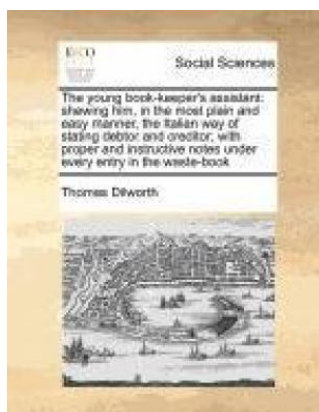 ECCO
Social Sciences
The young book-keeper's assistant:
shewing him, in the most plain and
easy manner, the Italian way of
stating debtor and creditor; with
proper and instructive notes under
every entry in the waste-book
Thomas Dilworth